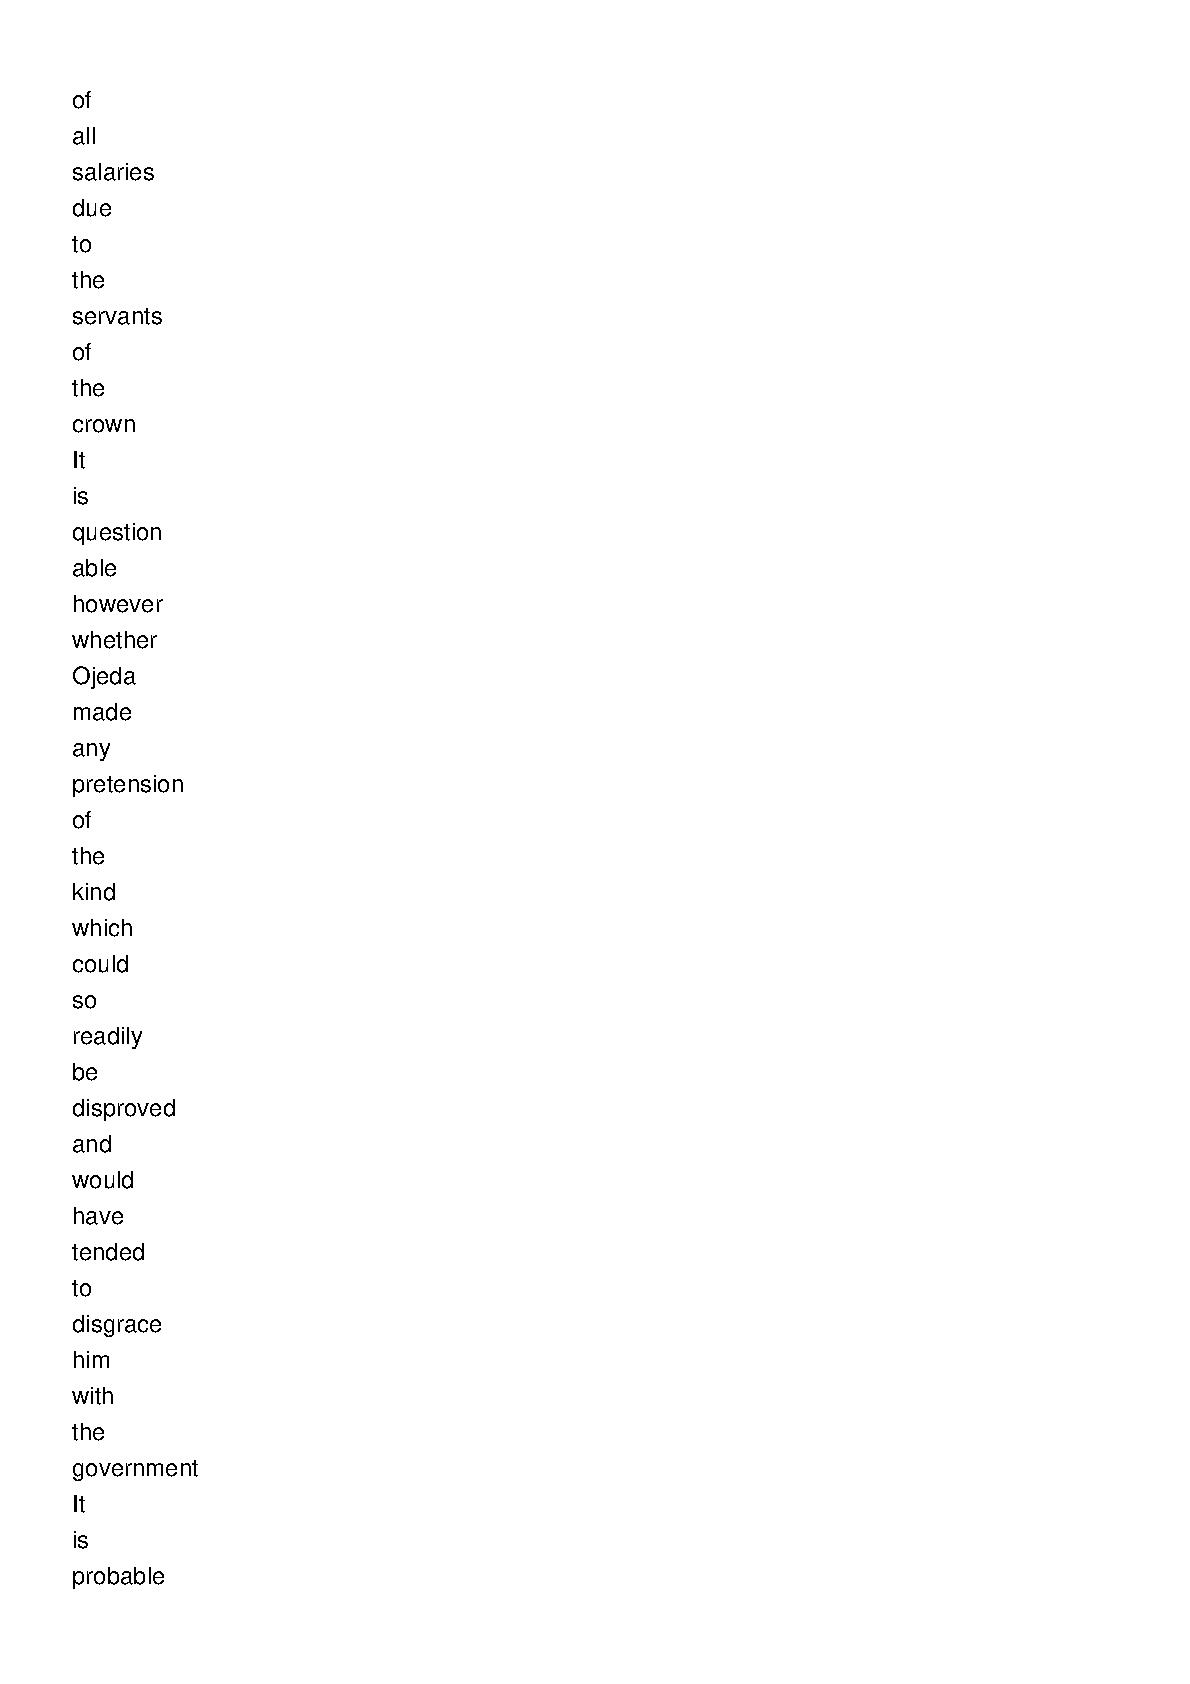 of
all
salaries
due
to
the
servants
of
the
crown
It
is
question
able
however
whether
Ojeda
made
any
pretension
of
the
kind
which
could
so
readily
be
disproved
and
would
have
tended
to
disgrace
him
with
the
government
It
is
probable